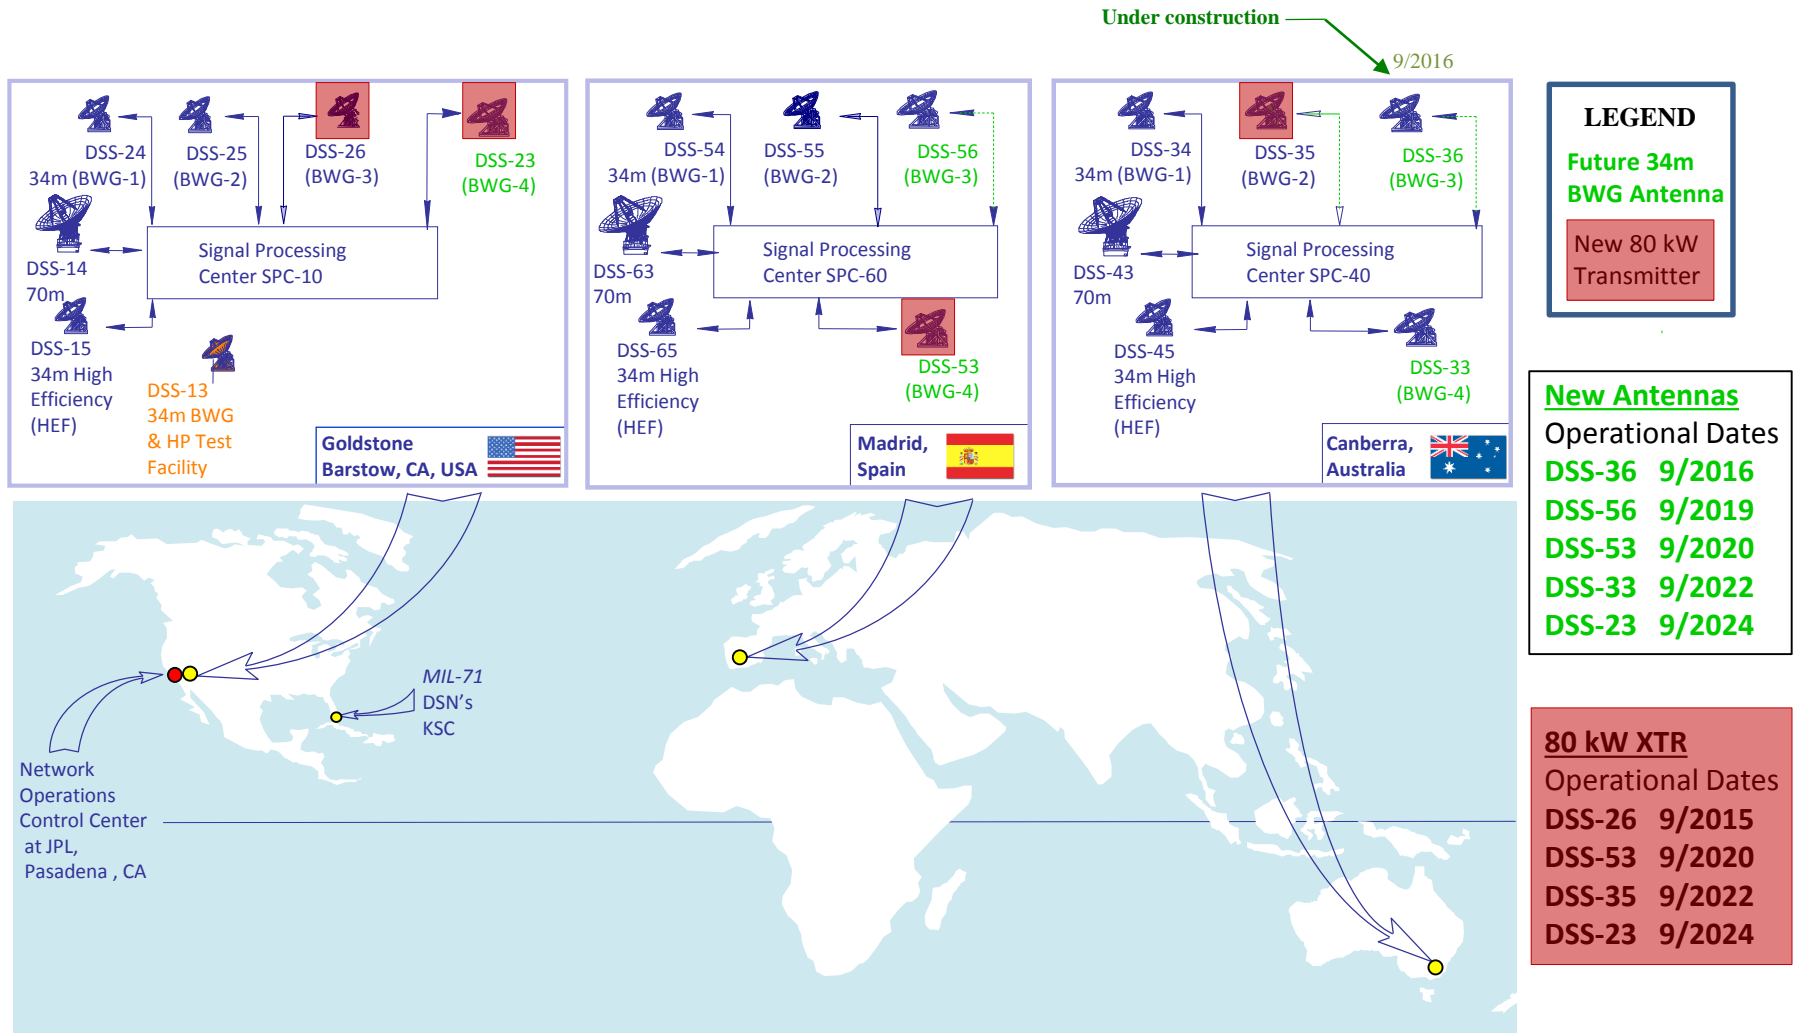 Under construction
9/2016
DSS-24
34m (BWG-1)
DSS-25
(BWG-2)
DSS-26
(BWG-3)
DSS-23
(BWG-4)
DSS-14
70m
Signal Processing
Center SPC-10
DSS-15
34m High
Efficiency
(HEF)
DSS-13
34m BWG
& HP Test
Facility
Goldstone
Barstow, CA, USA
DSS-54
34m (BWG-1)
DSS-55
(BWG-2)
DSS-56
(BWG-3)
DSS-63
70m
Signal Processing
Center SPC-60
DSS-65
34m High
Efficiency
(HEF)
DSS-53
(BWG-4)
Madrid,
Spain
DSS-34
34m (BWG-1)
DSS-35
(BWG-2)
DSS-36
(BWG-3)
DSS-43
70m
Signal Processing
Center SPC-40
DSS-45
34m High
Efficiency
(HEF)
DSS-33
(BWG-4)
Canberra,
Australia
LEGEND
Future 34m
BWG Antenna
New 80 kW
Transmitter
New Antennas
Operational Dates
DSS-36 9/2016
DSS-56 9/2019
DSS-53 9/2020
DSS-33 9/2022
DSS-23 9/2024
80 kW XTR
Operational Dates
DSS-26 9/2015
DSS-53 9/2020
DSS-35 9/2022
DSS-23 9/2024
MIL-71
DSN's
KSC
Network
Operations
Control Center
at JPL,
Pasadena , CA